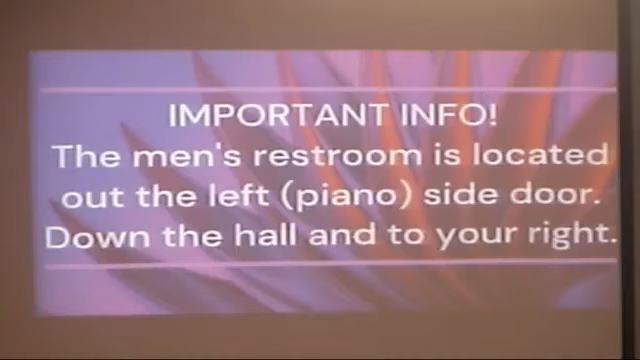 IMPORTANT INFO!
The men's restroom is located
out the left (piano) side door.
Down the hall and to your right.